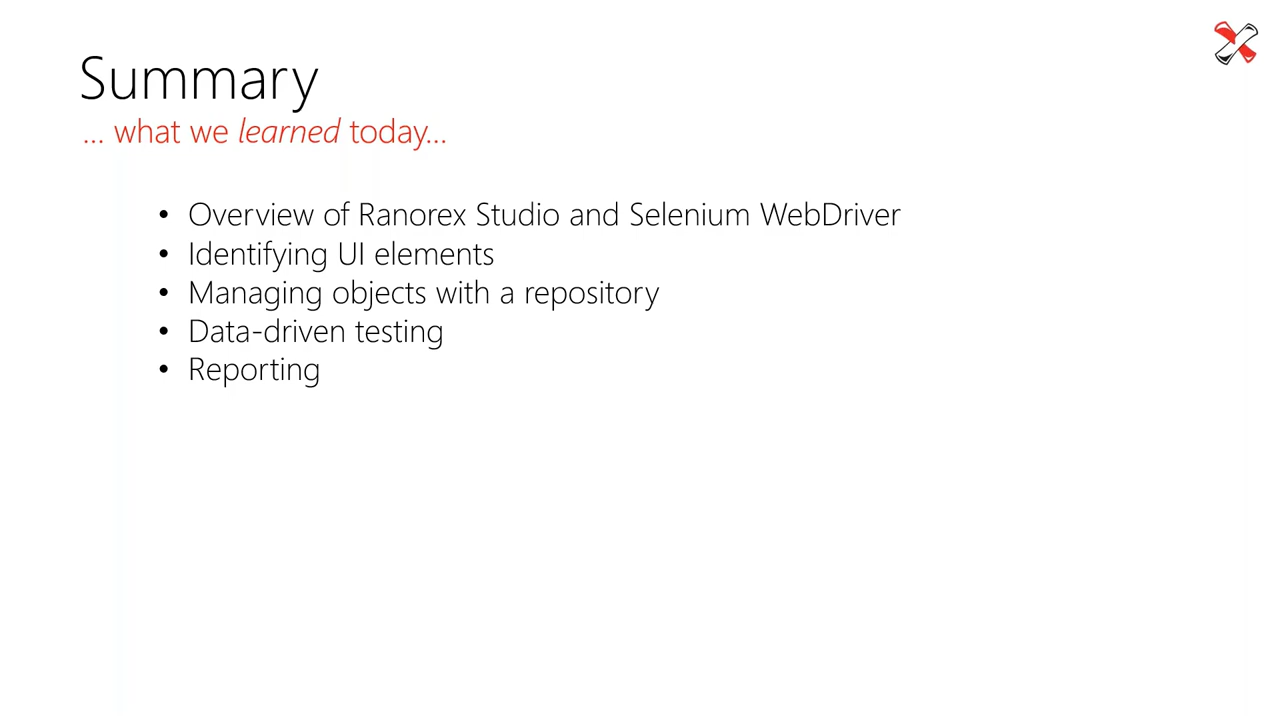 Summary
... what we learned today...
• Overview of Ranorex Studio and Selenium WebDriver
• Identifying UI elements
• Managing objects with a repository
• Data-driven testing
• Reporting